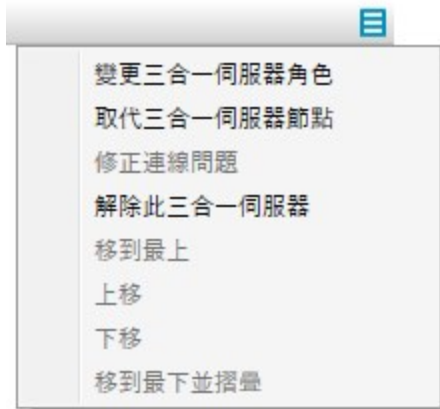 變更三合一伺服器角色
取代三合一伺服器節點
修正連線問題
解除此三合一伺服器
移到最上
上移
下移
移到最下並摺疊